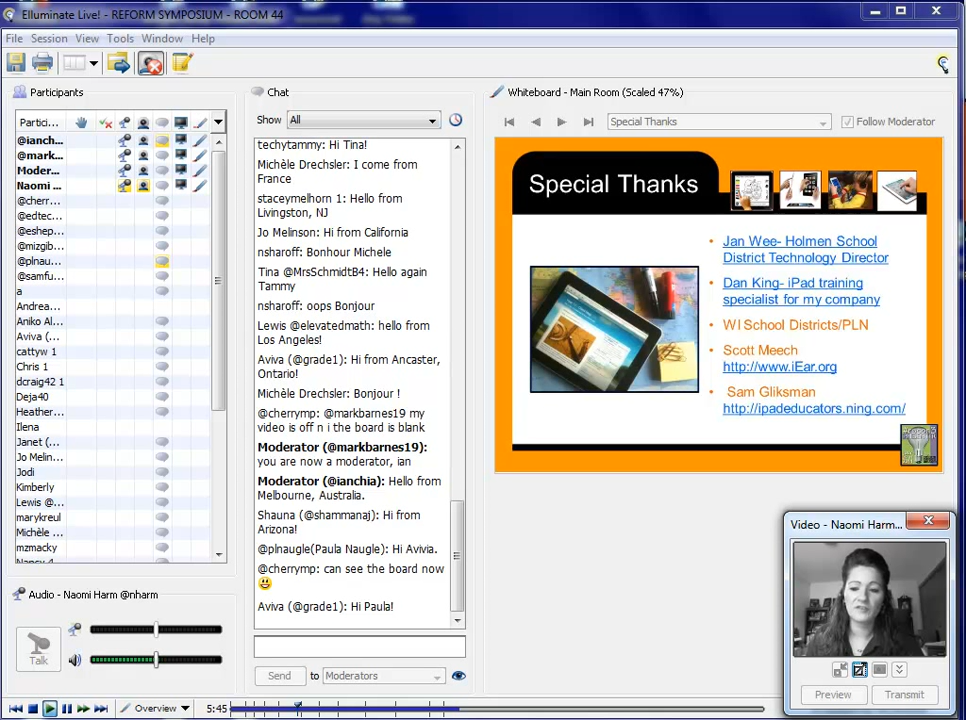 Elluminate Live! - REFORM SYMPOSIUM - ROOM 44
File Session View Tools Window Help
Participants
Partici...
@ianch...
@mark...
Moder...
Naomi ...
@cherr...
@edtec...
@eshep...
@mizgib...
@plnau...
@samfu...
a
Andrea...
Aniko Al...
Aviva (...
cattyw 1
Chris 1
dcraig42 1
Deja40
Heather...
Ilena
Janet (...
Jo Melin...
Jodi
Kimberly
Lewis @...
marykreul
Michèle ...
mzmacky
Nancy 4
Audio - Naomi Harm @nharm
Talk
Chat
Show All
techytammy: Hi Tina!
Michèle Drechsler: I come from
France
staceymelhorn 1: Hello from
Livingston, NJ
Jo Melinson: Hi from California
nsharoff: Bonhour Michele
Tina @MrsSchmidtB4: Hello again
Tammy
nsharoff: oops Bonjour
Lewis @elevatedmath: hello from
Los Angeles!
Aviva (@grade1): Hi from Ancaster,
Ontario!
Michèle Drechsler: Bonjour !
@cherrymp: @markbarnes19 my
video is off n i the board is blank
Moderator (@markbarnes19):
you are now a moderator, ian
Moderator (@ianchia): Hello from
Melbourne, Australia.
Shauna (@shammanaj): Hi from
Arizona!
@plnaugle(Paula Naugle): Hi Avivia.
@cherrymp: can see the board now
Aviva (@grade1): Hi Paula!
Send to Moderators
Whiteboard - Main Room (Scaled 47%)
Special Thanks
Follow Moderator
Special Thanks
• Jan Wee- Holmen School
District Technology Director
• Dan King- iPad training
specialist for my company
• WI School Districts/PLN
• Scott Meech
http://www.iEar.org
• Sam Gliksman
http://ipadeducators.ning.com/
Video - Naomi Harm...
Preview Transmit
Overview 5:45